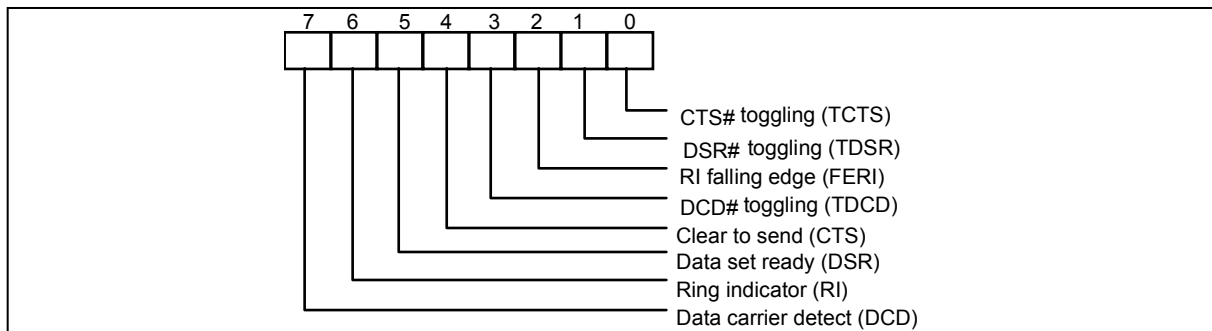 7 6 5 4 3 2 1 0
CTS# toggling (TCTS)
DSR# toggling (TDSR)
RI falling edge (FERI)
DCD# toggling (TDCD)
Clear to send (CTS)
Data set ready (DSR)
Ring indicator (RI)
Data carrier detect (DCD)